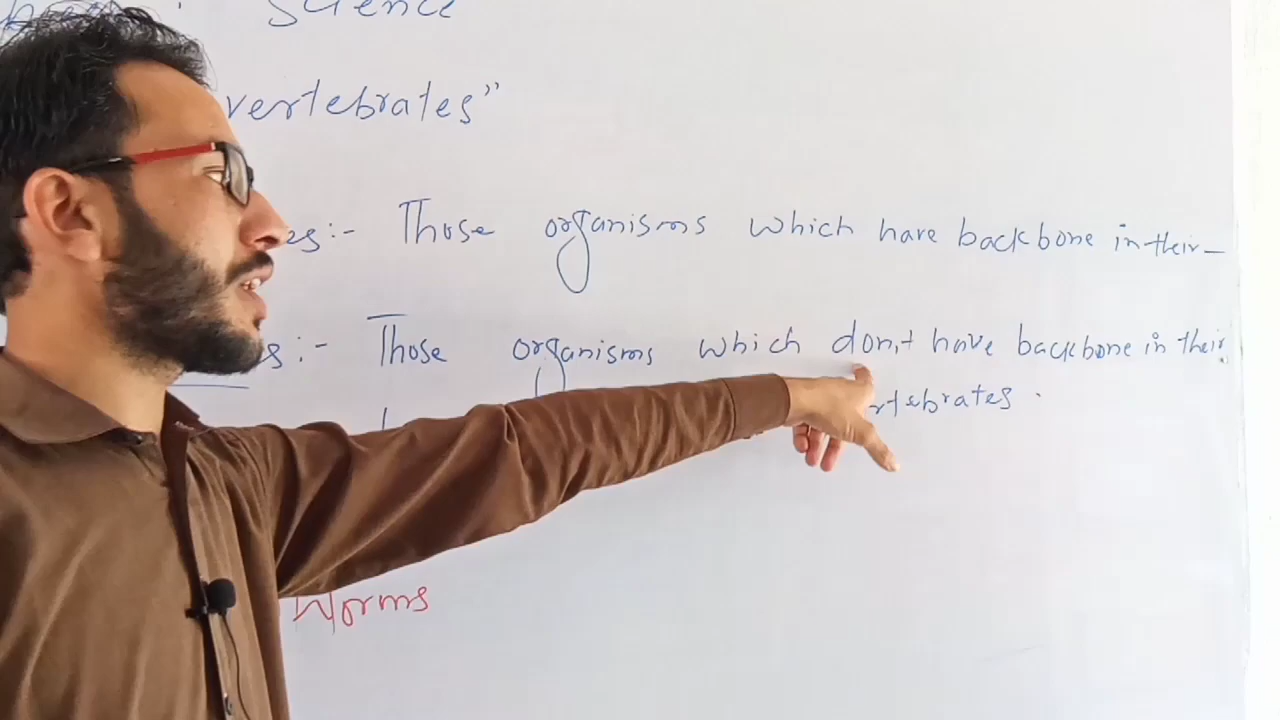 Science
vertebrates"
es:- Those organisms which have backbone in their-
s:- Those organisms which don,t have backbone in their
rtebrates.
Worms